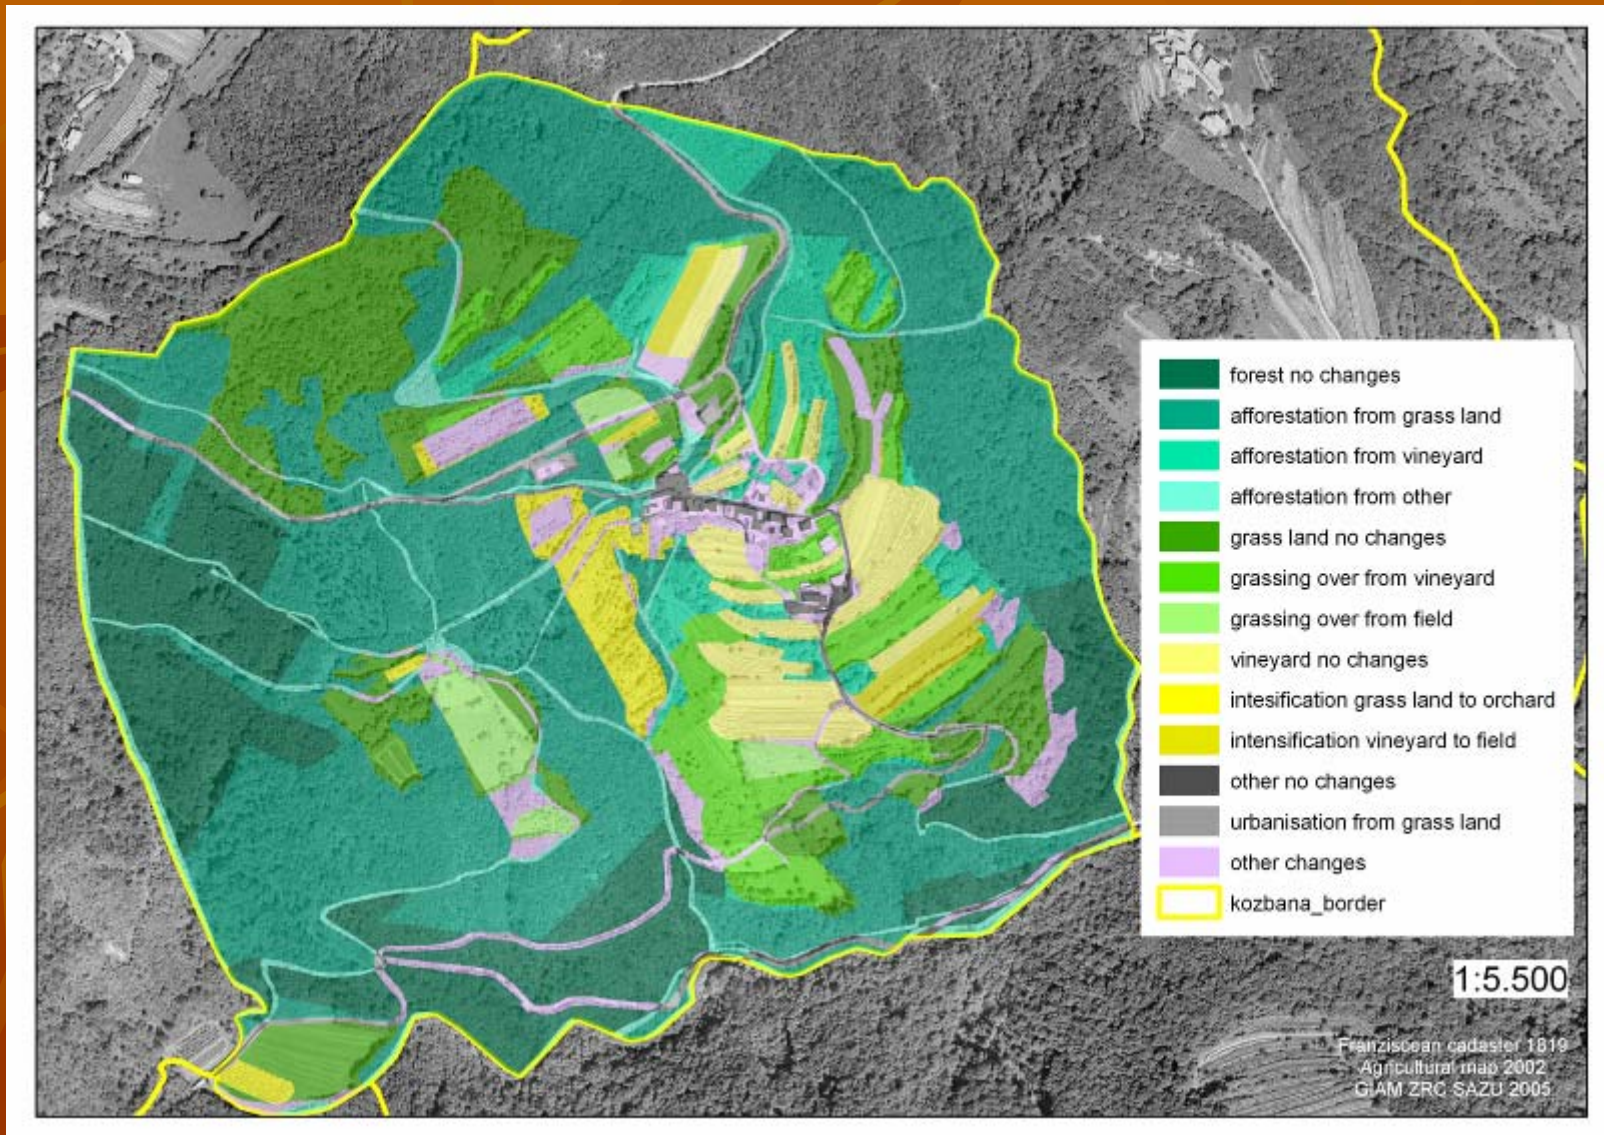 forest no changes
afforestation from grass land
afforestation from vineyard
afforestation from other
grass land no changes
grassing over from vineyard
grassing over from field
vineyard no changes
intesification grass land to orchard
intensification vineyard to field
other no changes
urbanisation from grass land
other changes
kozbana_border
1:5.500
Franziscean cadaster 1819
Agricultural map 2002
GIAM ZRC SAZU 2005